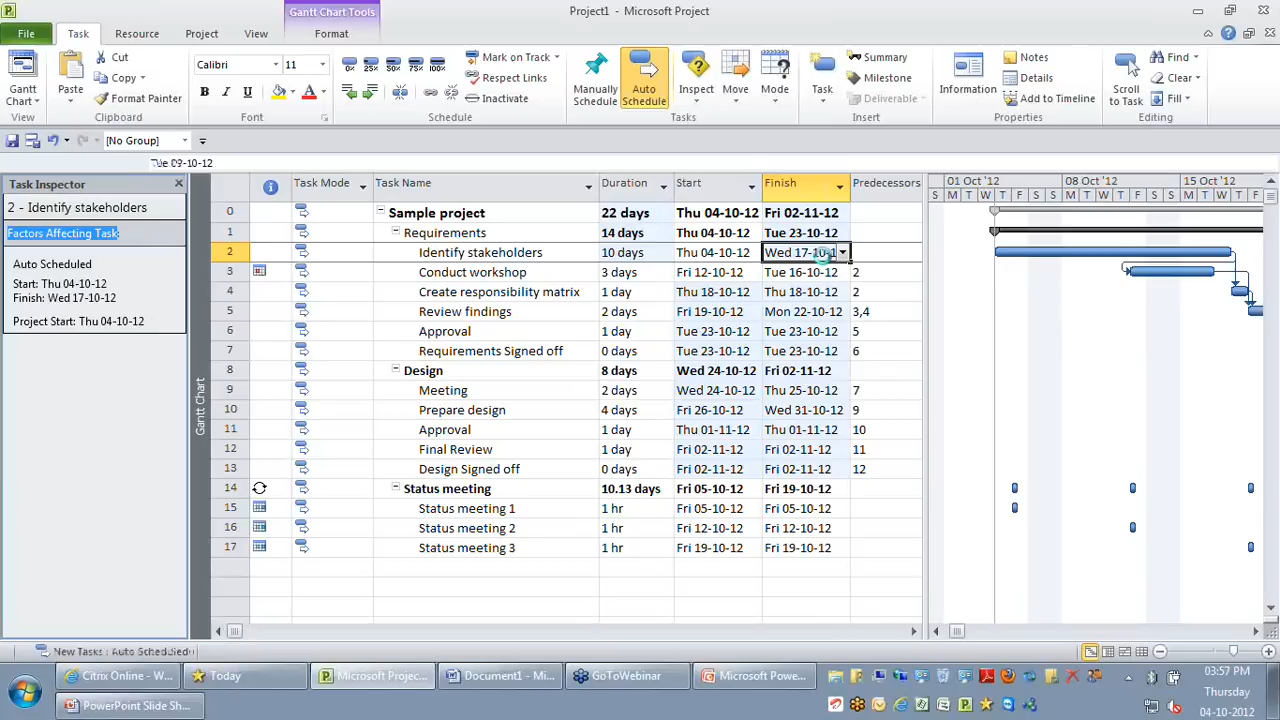 Gantt Chart Tools
Project1 - Microsoft Project
File Task Resource Project View Format
Gantt Chart
View
Paste
Cut
Copy
Format Painter
Clipboard
Calibri 11
B I U A
Font
0% 25% 50% 75% 100%
Mark on Track
Respect Links
Inactivate
Schedule
Manually Schedule
Auto Schedule
Inspect
Move
Mode
Tasks
Task
Summary
Milestone
Deliverable
Insert
Information
Notes
Details
Add to Timeline
Properties
Scroll to Task
Find
Clear
Fill
Editing
[No Group]
Tue 09-10-12
Task Inspector
2 - Identify stakeholders
Factors Affecting Task:
Auto Scheduled
Start: Thu 04-10-12
Finish: Wed 17-10-12
Project Start: Thu 04-10-12
Gantt Chart
Task Mode Task Name Duration Start Finish Predecessors
0 Sample project 22 days Thu 04-10-12 Fri 02-11-12
1 Requirements 14 days Thu 04-10-12 Tue 23-10-12
2 Identify stakeholders 10 days Thu 04-10-12 Wed 17-10-1
3 Conduct workshop 3 days Fri 12-10-12 Tue 16-10-12 2
4 Create responsibility matrix 1 day Thu 18-10-12 Thu 18-10-12 2
5 Review findings 2 days Fri 19-10-12 Mon 22-10-12 3,4
6 Approval 1 day Tue 23-10-12 Tue 23-10-12 5
7 Requirements Signed off 0 days Tue 23-10-12 Tue 23-10-12 6
8 Design 8 days Wed 24-10-12 Fri 02-11-12
9 Meeting 2 days Wed 24-10-12 Thu 25-10-12 7
10 Prepare design 4 days Fri 26-10-12 Wed 31-10-12 9
11 Approval 1 day Thu 01-11-12 Thu 01-11-12 10
12 Final Review 1 day Fri 02-11-12 Fri 02-11-12 11
13 Design Signed off 0 days Fri 02-11-12 Fri 02-11-12 12
14 Status meeting 10.13 days Fri 05-10-12 Fri 19-10-12
15 Status meeting 1 1 hr Fri 05-10-12 Fri 05-10-12
16 Status meeting 2 1 hr Fri 12-10-12 Fri 12-10-12
17 Status meeting 3 1 hr Fri 19-10-12 Fri 19-10-12
01 Oct '12 08 Oct '12 15 Oct '12
S M T W T F S S M T W T F S S M T W T F
New Tasks : Auto Scheduled
Citrix Online - W...
Today
Microsoft Projec...
Document1 - Mi...
GoToWebinar
Microsoft Powe...
PowerPoint Slide Sh...
03:57 PM
Thursday
04-10-2012